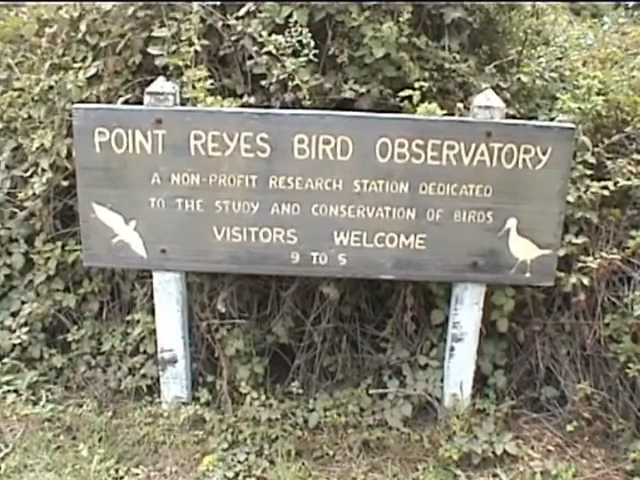 POINT REYES BIRD OBSERVATORY
A NON-PROFIT RESEARCH STATION DEDICATED
TO THE STUDY AND CONSERVATION OF BIRDS
VISITORS WELCOME
9 TO 5